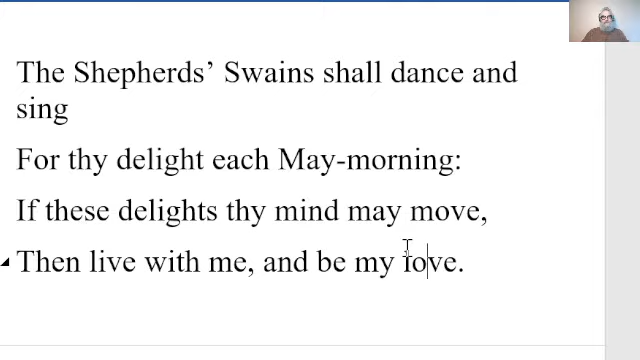 The Shepherds’ Swains shall dance and
sing
For thy delight each May-morning:
If these delights thy mind may move,
Then live with me, and be my love.